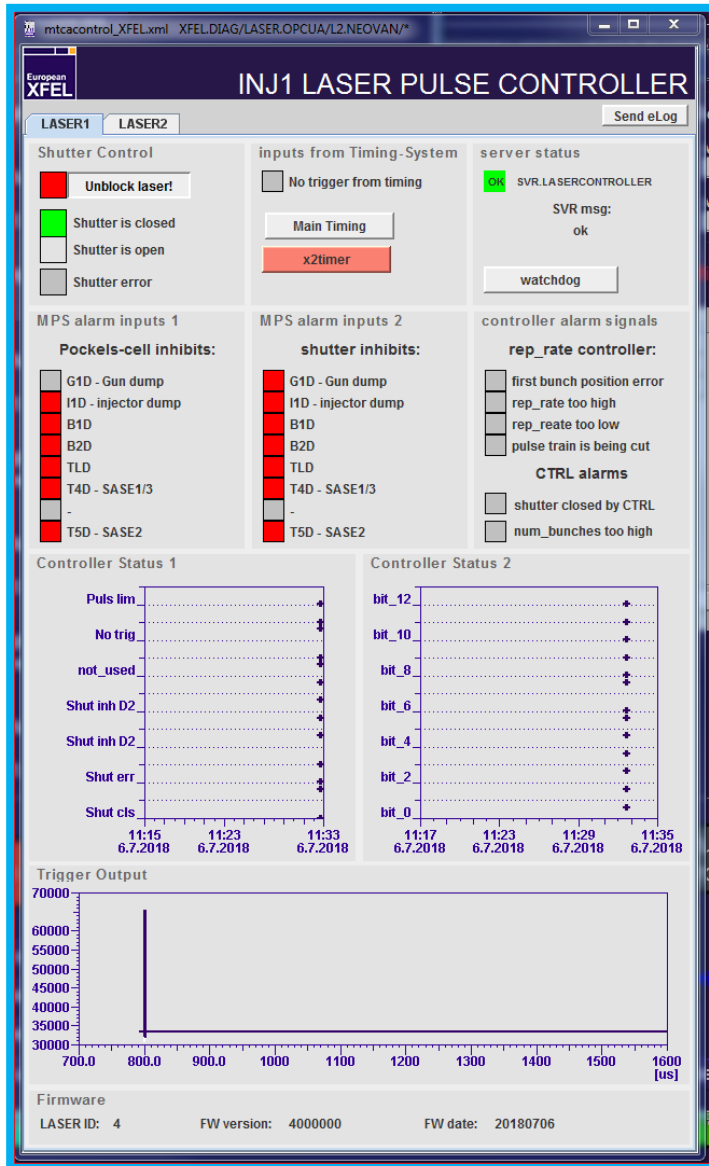 mtcacontrol_XFEL.xml XFEL.DIAG/LASER.OPCUA/L2.NEOVAN/*
European
XFEL
INJ1 LASER PULSE CONTROLLER
LASER1 LASER2
Send eLog
Shutter Control
Unblock laser!
Shutter is closed
Shutter is open
Shutter error
inputs from Timing-System
No trigger from timing
Main Timing
x2timer
server status
OK SVR.LASERCONTROLLER
SVR msg:
ok
watchdog
MPS alarm inputs 1
Pockels-cell inhibits:
G1D - Gun dump
I1D - injector dump
B1D
B2D
TLD
T4D - SASE1/3
-
T5D - SASE2
MPS alarm inputs 2
shutter inhibits:
G1D - Gun dump
I1D - injector dump
B1D
B2D
TLD
T4D - SASE1/3
-
T5D - SASE2
controller alarm signals
rep_rate controller:
first bunch position error
rep_rate too high
rep_reate too low
pulse train is being cut
CTRL alarms
shutter closed by CTRL
num_bunches too high
Controller Status 1
Puls lim
No trig
not_used
Shut inh D2
Shut inh D2
Shut err
Shut cls
11:15 11:23 11:33
6.7.2018 6.7.2018 6.7.2018
Controller Status 2
bit_12
bit_10
bit_8
bit_6
bit_4
bit_2
bit_0
11:17 11:23 11:29 11:35
6.7.2018 6.7.2018 6.7.2018 6.7.2018
Trigger Output
70000
60000
55000
50000
45000
40000
35000
30000
700.0 800.0 900.0 1000 1100 1200 1300 1400 1500 1600
[us]
Firmware
LASER ID: 4 FW version: 4000000 FW date: 20180706